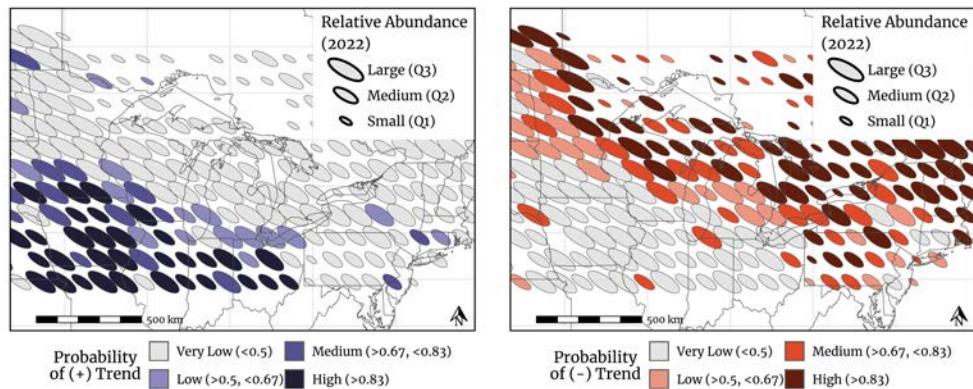 Relative Abundance
(2022)
Large (Q3)
Medium (Q2)
Small (Q1)
500 km
N
Probability
of (+) Trend
Very Low (<0.5)
Medium (>0.67, <0.83)
Low (>0.5, <0.67)
High (>0.83)
Relative Abundance
(2022)
Large (Q3)
Medium (Q2)
Small (Q1)
500 km
N
Probability
of (-) Trend
Very Low (<0.5)
Medium (>0.67, <0.83)
Low (>0.5, <0.67)
High (>0.83)